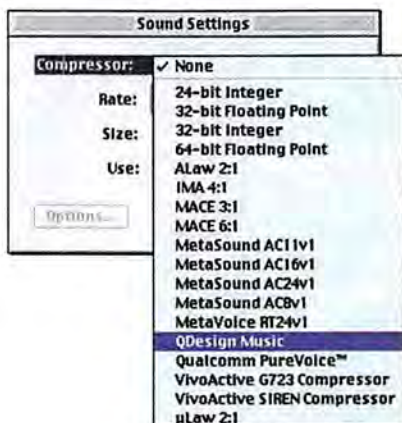 Sound Settings
Compressor: ✓ None
24-bit Integer
Rate:
32-bit Floating Point
Size:
32-bit Integer
64-bit Floating Point
Use:
ALaw 2:1
IMA 4:1
MACE 3:1
Options...
MACE 6:1
MetaSound AC11v1
MetaSound AC16v1
MetaSound AC24v1
MetaSound AC8v1
MetaVoice RT24v1
QDesign Music
Qualcomm PureVoice™
VivoActive G723 Compressor
VivoActive SIREN Compressor
µLaw 2:1